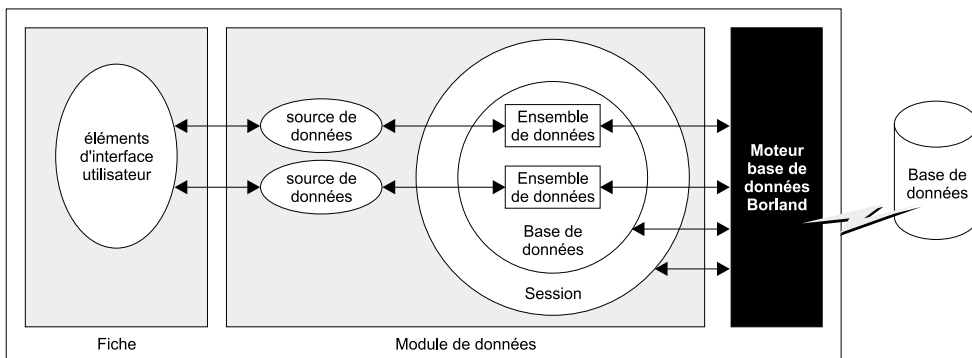 éléments
d'interface
utilisateur
source de
données
source de
données
Ensemble
de données
Ensemble
de données
Base de
données
Session
Moteur
base de
données
Borland
Base de
données
Fiche
Module de données